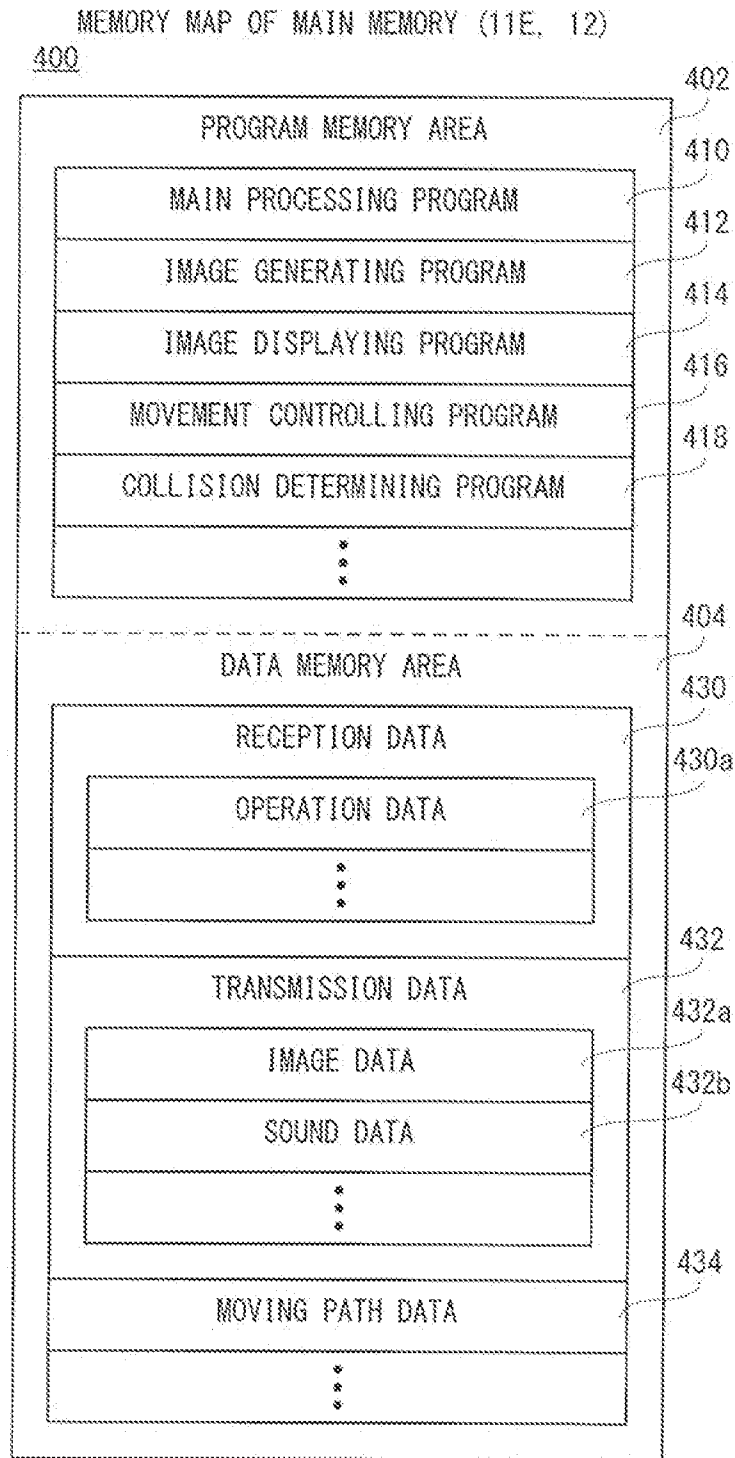 MEMORY MAP OF MAIN MEMORY (11E, 12)
400
402
PROGRAM MEMORY AREA
410
MAIN PROCESSING PROGRAM
412
IMAGE GENERATING PROGRAM
414
IMAGE DISPLAYING PROGRAM
416
MOVEMENT CONTROLLING PROGRAM
418
COLLISION DETERMINING PROGRAM
404
DATA MEMORY AREA
430
RECEPTION DATA
430a
OPERATION DATA
432
TRANSMISSION DATA
432a
IMAGE DATA
432b
SOUND DATA
434
MOVING PATH DATA